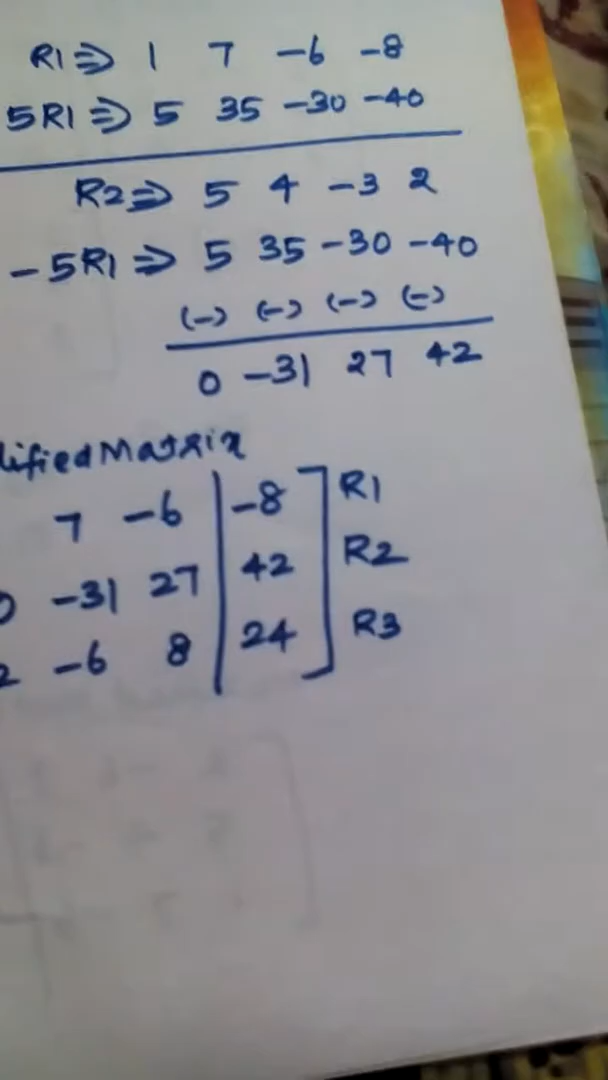 R1⇒ 1 7 -6 -8
5R1⇒ 5 35 -30 -40
R2⇒ 5 4 -3 2
-5R1⇒ 5 35 -30 -40
(-) (-) (-) (-)
0 -31 27 42
lified Matrix
7 -6 | -8 ] R1
0 -31 27 | 42 ] R2
2 -6 8 | 24 ] R3